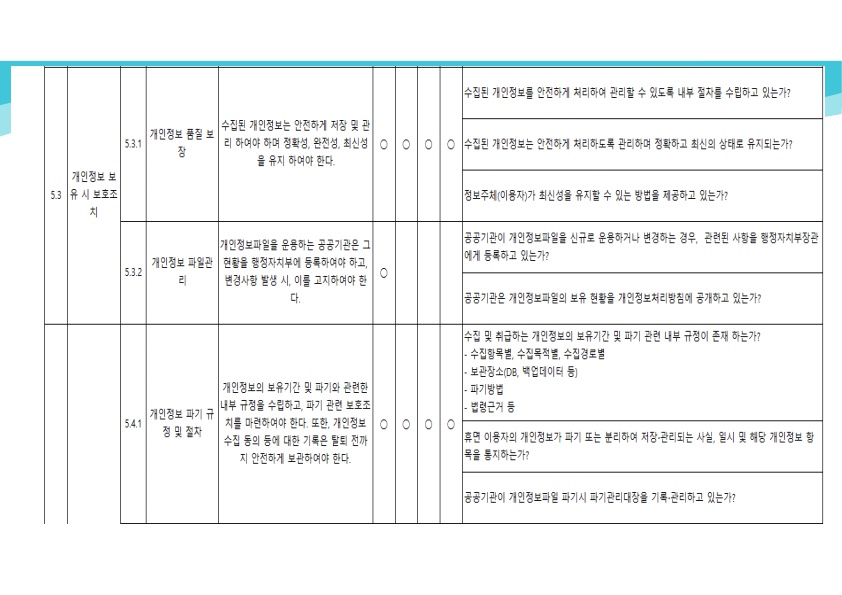 5.3
개인정보 보
유 시 보호조
치
5.3.1
개인정보 품질 보
장
수집된 개인정보는 안전하게 저장 및 관
리 하여야 하며 정확성, 완전성, 최신성
을 유지 하여야 한다.
○ ○ ○ ○
수집된 개인정보를 안전하게 처리하여 관리할 수 있도록 내부 절차를 수립하고 있는가?
수집된 개인정보는 안전하게 처리하도록 관리하며 정확하고 최신의 상태로 유지되는가?
정보주체(이용자)가 최신성을 유지할 수 있는 방법을 제공하고 있는가?
5.3.2
개인정보 파일관
리
개인정보파일을 운용하는 공공기관은 그
현황을 행정자치부에 등록하여야 하고,
변경사항 발생 시, 이를 고지하여야 한
다.
○
공공기관이 개인정보파일을 신규로 운용하거나 변경하는 경우, 관련된 사항을 행정자치부장관
에게 등록하고 있는가?
공공기관은 개인정보파일의 보유 현황을 개인정보처리방침에 공개하고 있는가?
5.4.1
개인정보 파기 규
정 및 절차
개인정보의 보유기간 및 파기와 관련한
내부 규정을 수립하고, 파기 관련 보호조
치를 마련하여야 한다. 또한, 개인정보
수집 동의 등에 대한 기록은 탈퇴 전까
지 안전하게 보관하여야 한다.
○ ○ ○ ○
수집 및 취급하는 개인정보의 보유기간 및 파기 관련 내부 규정이 존재 하는가?
- 수집항목별, 수집목적별, 수집경로별
- 보관장소(DB, 백업데이터 등)
- 파기방법
- 법령근거 등
휴면 이용자의 개인정보가 파기 또는 분리하여 저장·관리되는 사실, 일시 및 해당 개인정보 항
목을 통지하는가?
공공기관이 개인정보파일 파기시 파기관리대장을 기록·관리하고 있는가?